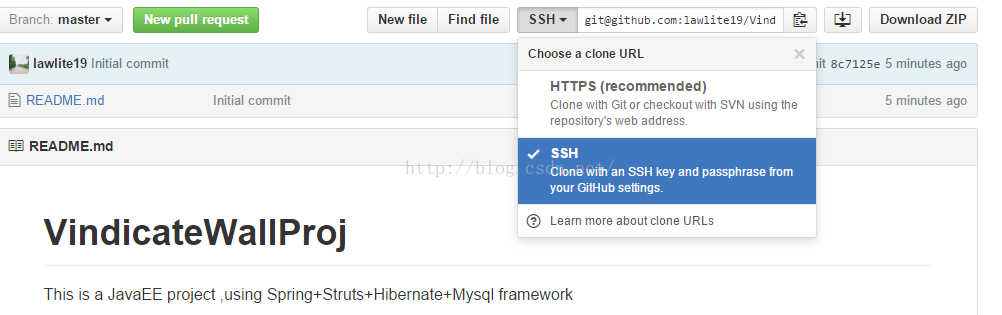 Branch: master
New pull request
New file
Find file
SSH
git@github.com:lawlite19/Vind
Download ZIP
Choose a clone URL
lawlite19 Initial commit
8c7125e 5 minutes ago
HTTPS (recommended)
Clone with Git or checkout with SVN using the
repository's web address.
README.md
Initial commit
5 minutes ago
SSH
Clone with an SSH key and passphrase from
your GitHub settings.
README.md
http://blog.csdn.net/
Learn more about clone URLs
VindicateWallProj
This is a JavaEE project ,using Spring+Struts+Hibernate+Mysql framework